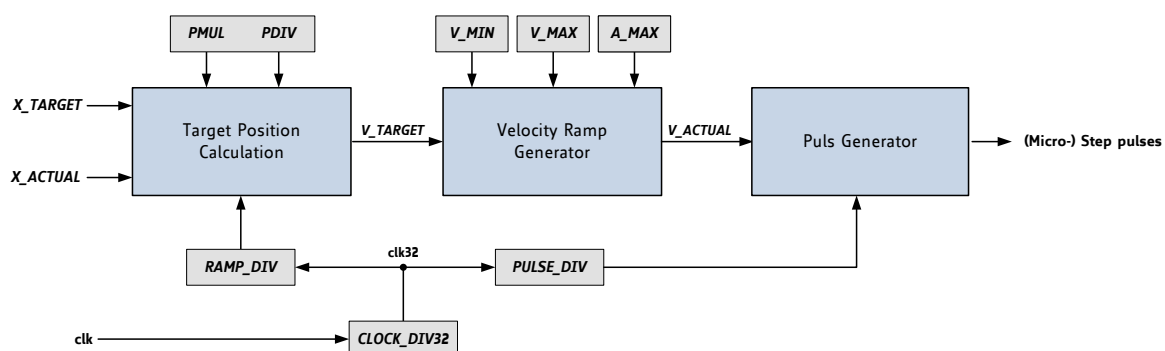 PMUL PDIV
V_MIN
V_MAX
A_MAX
X_TARGET
X_ACTUAL
Target Position
Calculation
V_TARGET
Velocity Ramp
Generator
V_ACTUAL
Puls Generator
(Micro-) Step pulses
RAMP_DIV
clk32
PULSE_DIV
clk
CLOCK_DIV32